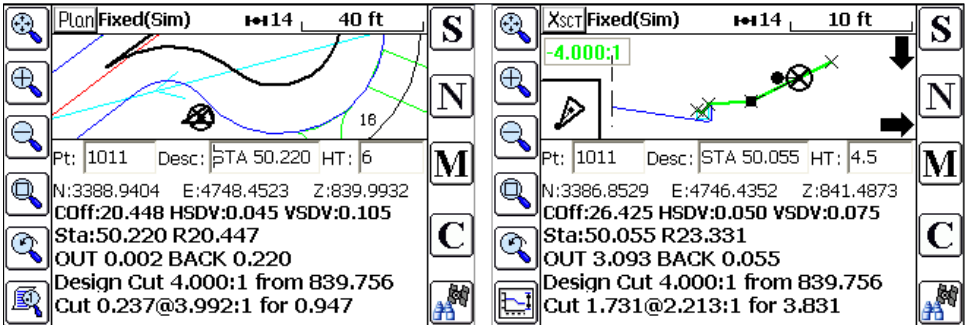 Plan Fixed(Sim) 14 40 ft
S
N
16
Pt: 1011 Desc: STA 50.220 HT: 6
M
N:3388.9404 E:4748.4523 Z:839.9932
COff:20.448 HSDV:0.045 VSDV:0.105
Sta:50.220 R20.447
C
OUT 0.002 BACK 0.220
Design Cut 4.000:1 from 839.756
Cut 0.237@3.992:1 for 0.947
XSCT Fixed(Sim) 14 10 ft
S
-4.000:1
N
Pt: 1011 Desc: STA 50.055 HT: 4.5
M
N:3386.8529 E:4746.4352 Z:841.4873
COff:26.425 HSDV:0.050 VSDV:0.075
Sta:50.055 R23.331
C
OUT 3.093 BACK 0.055
Design Cut 4.000:1 from 839.756
Cut 1.731@2.213:1 for 3.831